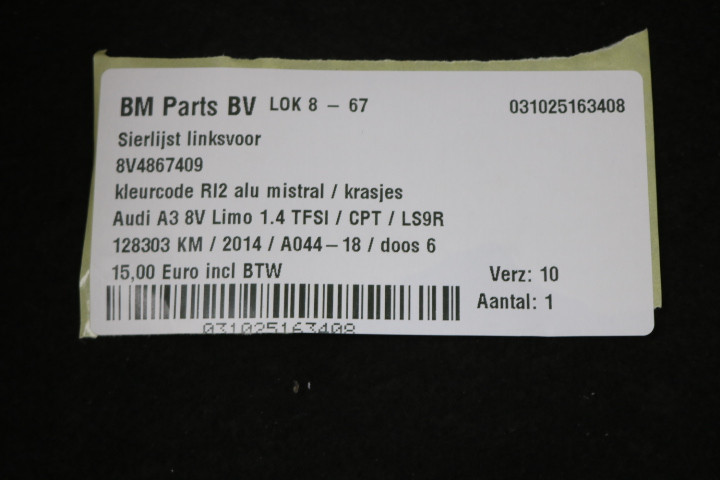 BM Parts BV LOK 8 - 67 031025163408
Sierlijst linksvoor
8V4867409
kleurcode RI2 alu mistral / krasjes
Audi A3 8V Limo 1.4 TFSI / CPT / LS9R
128303 KM / 2014 / A044-18 / doos 6
15,00 Euro incl BTW Verz: 10
Aantal: 1
031025163408